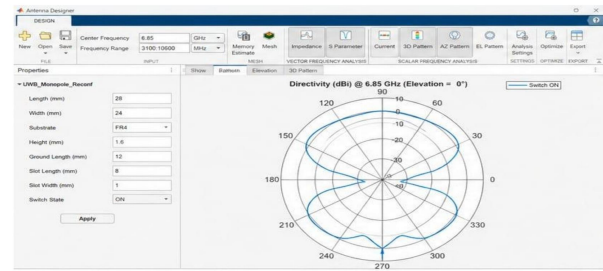 Antenna Designer
DESIGN
New Open Save
FILE
Center Frequency 6.85 GHz
Frequency Range 3100 10600 MHz
INPUT
Memory Estimate Mesh
MESH
Impedance S Parameter
VECTOR FREQUENCY ANALYSIS
Current 3D Pattern AZ Pattern EL Pattern
SCALAR FREQUENCY ANALYSIS
Analysis Settings
SETTINGS
Optimize
OPTIMIZE
Export
EXPORT
Properties
UWB_Monopole_Reconf
Length (mm) 28
Width (mm) 24
Substrate FR4
Height (mm) 1.6
Ground Length (mm) 12
Slot Length (mm) 8
Slot Width (mm) 1
Switch State ON
Apply
Show Pattern Elevation 3D Pattern
Directivity (dBi) @ 6.85 GHz (Elevation = 0°)
Switch ON
90
120 60
150 30
180 0
210 330
240 300
270
10
0
-10
-30